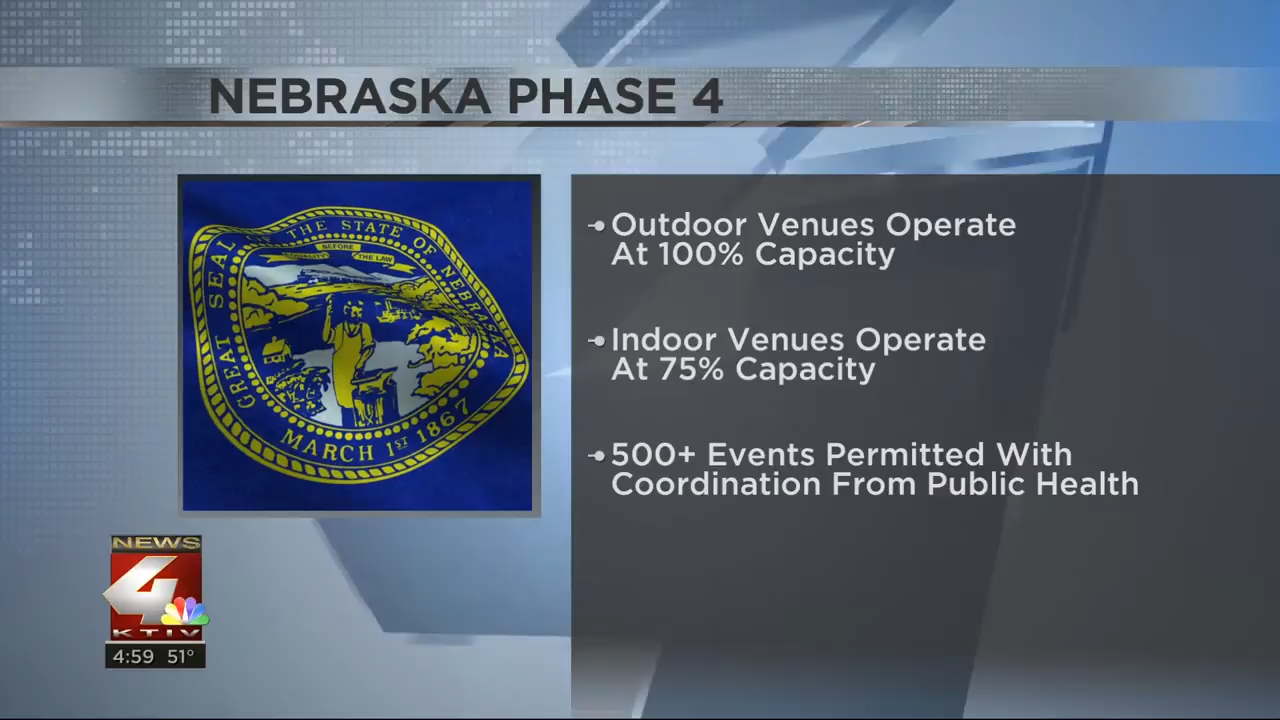 NEBRASKA PHASE 4
GREAT SEAL OF THE STATE OF NEBRASKA
EQUALITY BEFORE THE LAW
MARCH 1ST 1867
Outdoor Venues Operate
At 100% Capacity
Indoor Venues Operate
At 75% Capacity
500+ Events Permitted With
Coordination From Public Health
NEWS
4
KTIV
4:59 51°